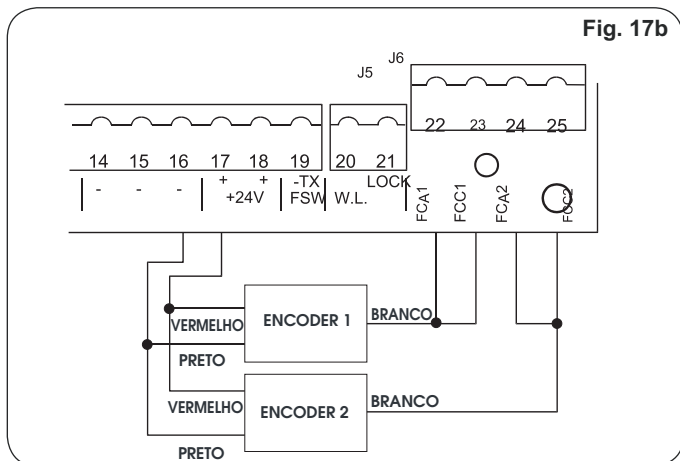 Fig. 17b
J5 J6
14 15 16 17 18 19 20 21 22 23 24 25
- - - + + -TX LOCK
+24V FSW W.L.
FCA1 FCC1 FCA2 FCC2
VERMELHO ENCODER 1 BRANCO
PRETO
VERMELHO ENCODER 2 BRANCO
PRETO